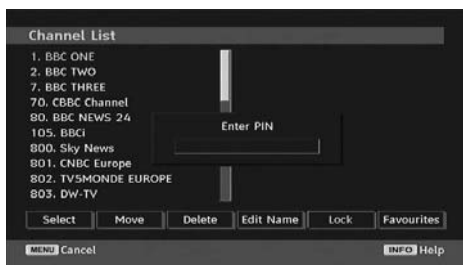 Channel List
1. BBC ONE
2. BBC TWO
7. BBC THREE
70. CBBC Channel
80. BBC NEWS 24
105. BBCi
800. Sky News
801. CNBC Europe
802. TV5MONDE EUROPE
803. DW-TV
Enter PIN
Select Move Delete Edit Name Lock Favourites
MENU Cancel INFO Help